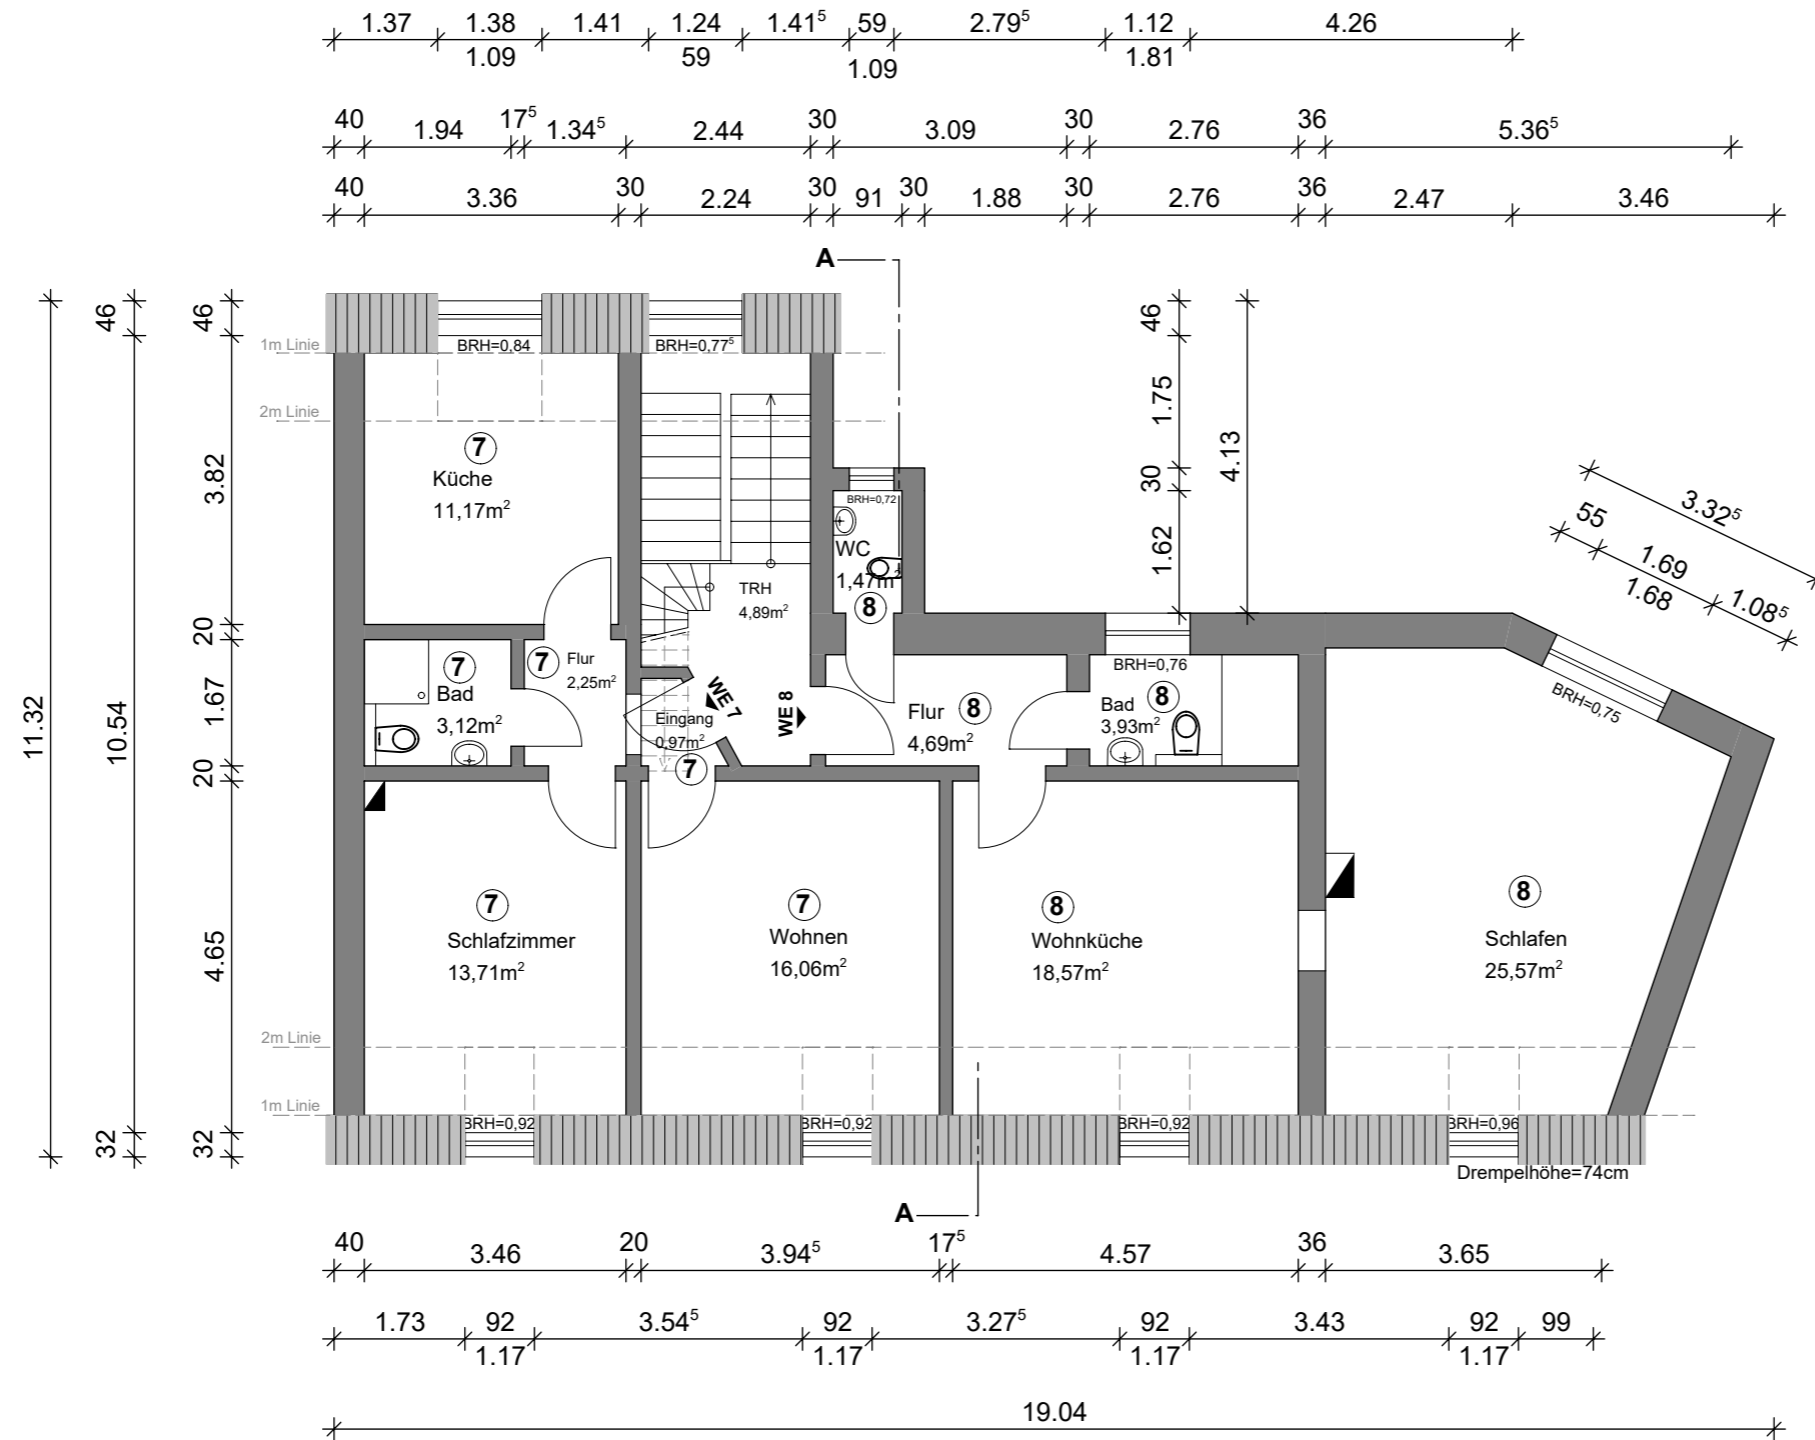 1.37 1.38 1.41 1.24 1.41⁵ 59 2.79⁵ 1.12 4.26
1.09 59 1.09 1.81
40 1.94 17⁵ 1.34⁵ 2.44 30 3.09 30 2.76 36 5.36⁵
40 3.36 30 2.24 30 91 30 1.88 30 2.76 36 2.47 3.46
A
46 46 46
1m Linie BRH=0,84 BRH=0,77⁵
2m Linie
1.75
4.13
3.82
30
7
Küche
11,17m²
BRH=0,72
WC
1,47m²
8
1.62
3.32⁵
55 1.69
1.68 1.08⁵
TRH
4,89m²
20
1.67
20
7
Bad
3,12m²
7 Flur
2,25m²
Eingang
0,97m²
7
WE 7
WE 8
Flur 8
4,69m²
BRH=0,76
8
Bad
3,93m²
BRH=0,75
11.32
10.54
4.65
7
Schlafzimmer
13,71m²
7
Wohnen
16,06m²
8
Wohnküche
18,57m²
8
Schlafen
25,57m²
2m Linie
1m Linie
32 32
BRH=0,92 BRH=0,92 BRH=0,92 BRH=0,96
Drempelhöhe=74cm
A
40 3.46 20 3.94⁵ 17⁵ 4.57 36 3.65
1.73 92 3.54⁵ 92 3.27⁵ 92 3.43 92 99
1.17 1.17 1.17 1.17
19.04